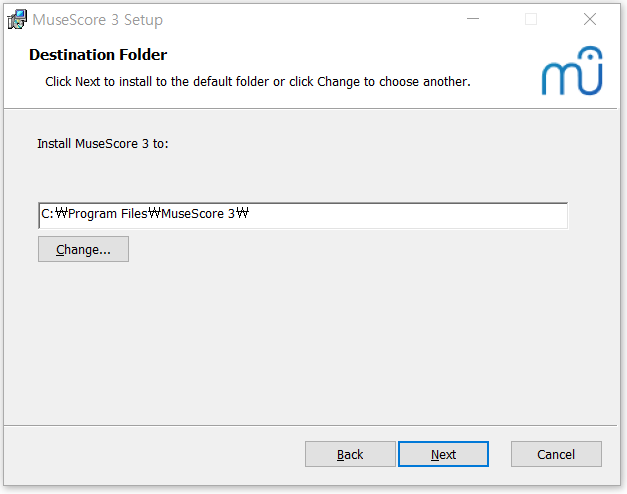 MuseScore 3 Setup
Destination Folder
Click Next to install to the default folder or click Change to choose another.
mu
Install MuseScore 3 to:
C:₩Program Files₩MuseScore 3₩
Change...
Back
Next
Cancel